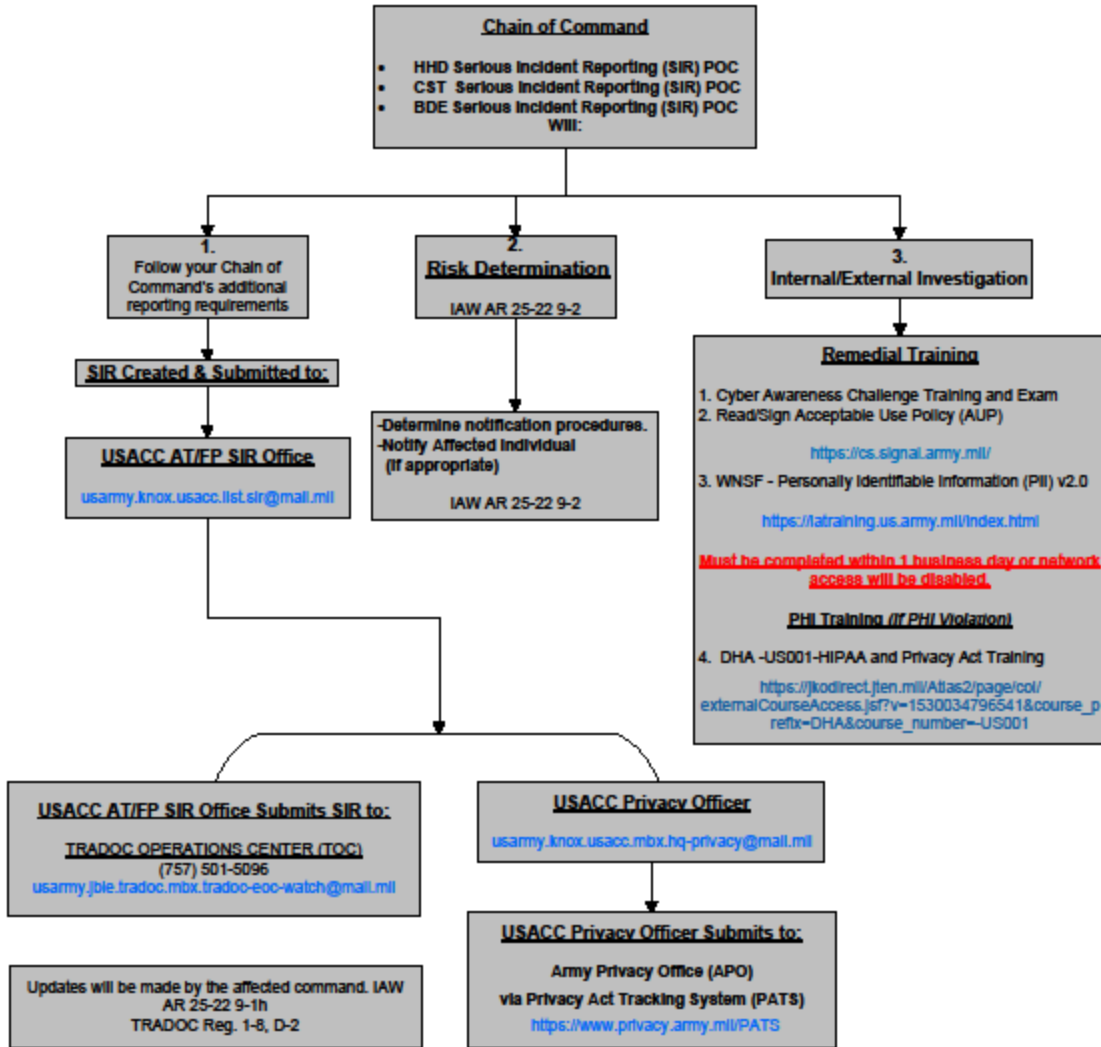 Chain of Command
• HHD Serious Incident Reporting (SIR) POC
• CST Serious Incident Reporting (SIR) POC
• BDE Serious Incident Reporting (SIR) POC
Will:
1.
Follow your Chain of
Command's additional
reporting requirements
SIR Created & Submitted to:
USACC AT/FP SIR Office
usarmy.knox.usacc.list.sir@mail.mil
2.
Risk Determination
IAW AR 25-22 9-2
-Determine notification procedures.
-Notify Affected Individual
(If appropriate)
IAW AR 25-22 9-2
3.
Internal/External Investigation
Remedial Training
1. Cyber Awareness Challenge Training and Exam
2. Read/Sign Acceptable Use Policy (AUP)
https://cs.signal.army.mil/
3. WNSF - Personally Identifiable Information (PII) v2.0
https://iatraining.us.army.mil/index.html
Must be completed within 1 business day or network
access will be disabled.
PHI Training (If PHI Violation)
4. DHA -US001-HIPAA and Privacy Act Training
https://jkodirect.jten.mil/Atlas2/page/col/
externalCourseAccess.jsf?v=1530034796541&course_p
refix=DHA&course_number=-US001
USACC AT/FP SIR Office Submits SIR to:
TRADOC OPERATIONS CENTER (TOC)
(757) 501-5096
usarmy.jble.tradoc.mbx.tradoc-eoc-watch@mail.mil
USACC Privacy Officer
usarmy.knox.usacc.mbx.hq-privacy@mail.mil
USACC Privacy Officer Submits to:
Army Privacy Office (APO)
via Privacy Act Tracking System (PATS)
https://www.privacy.army.mil/PATS
Updates will be made by the affected command. IAW
AR 25-22 9-1h
TRADOC Reg. 1-8, D-2